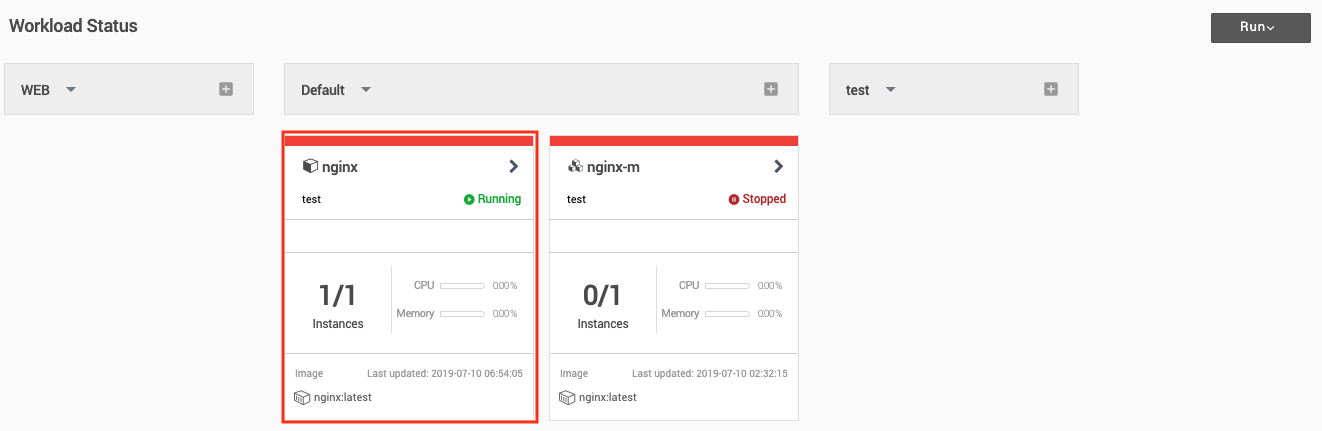 Workload Status
Run
WEB
Default
test
nginx
test
Running
1/1
Instances
CPU 0.00%
Memory 0.00%
Image
Last updated: 2019-07-10 06:54:05
nginx:latest
nginx-m
test
Stopped
0/1
Instances
CPU 0.00%
Memory 0.00%
Image
Last updated: 2019-07-10 02:32:15
nginx:latest